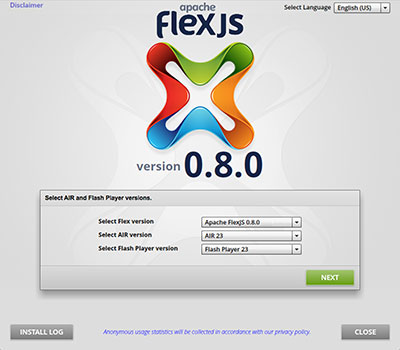 Disclaimer
Select Language English (US)
apache
FlexJS
version 0.8.0
Select AIR and Flash Player versions.
Select Flex version Apache FlexJS 0.8.0
Select AIR version AIR 23
Select Flash Player version Flash Player 23
NEXT
INSTALL LOG
Anonymous usage statistics will be collected in accordance with our privacy policy.
CLOSE